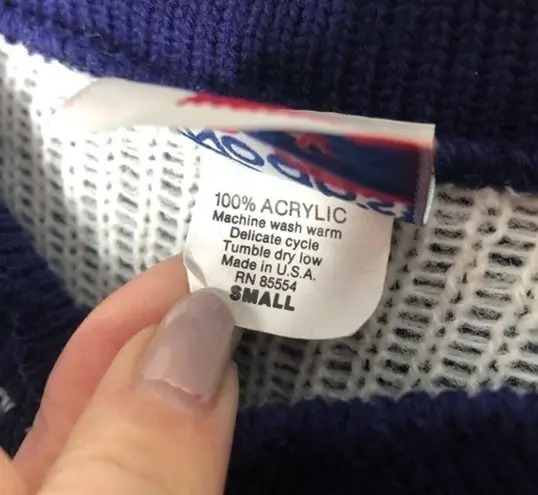 100% ACRYLIC
Machine wash warm
Delicate cycle
Tumble dry low
Made in U.S.A.
RN 85554
SMALL